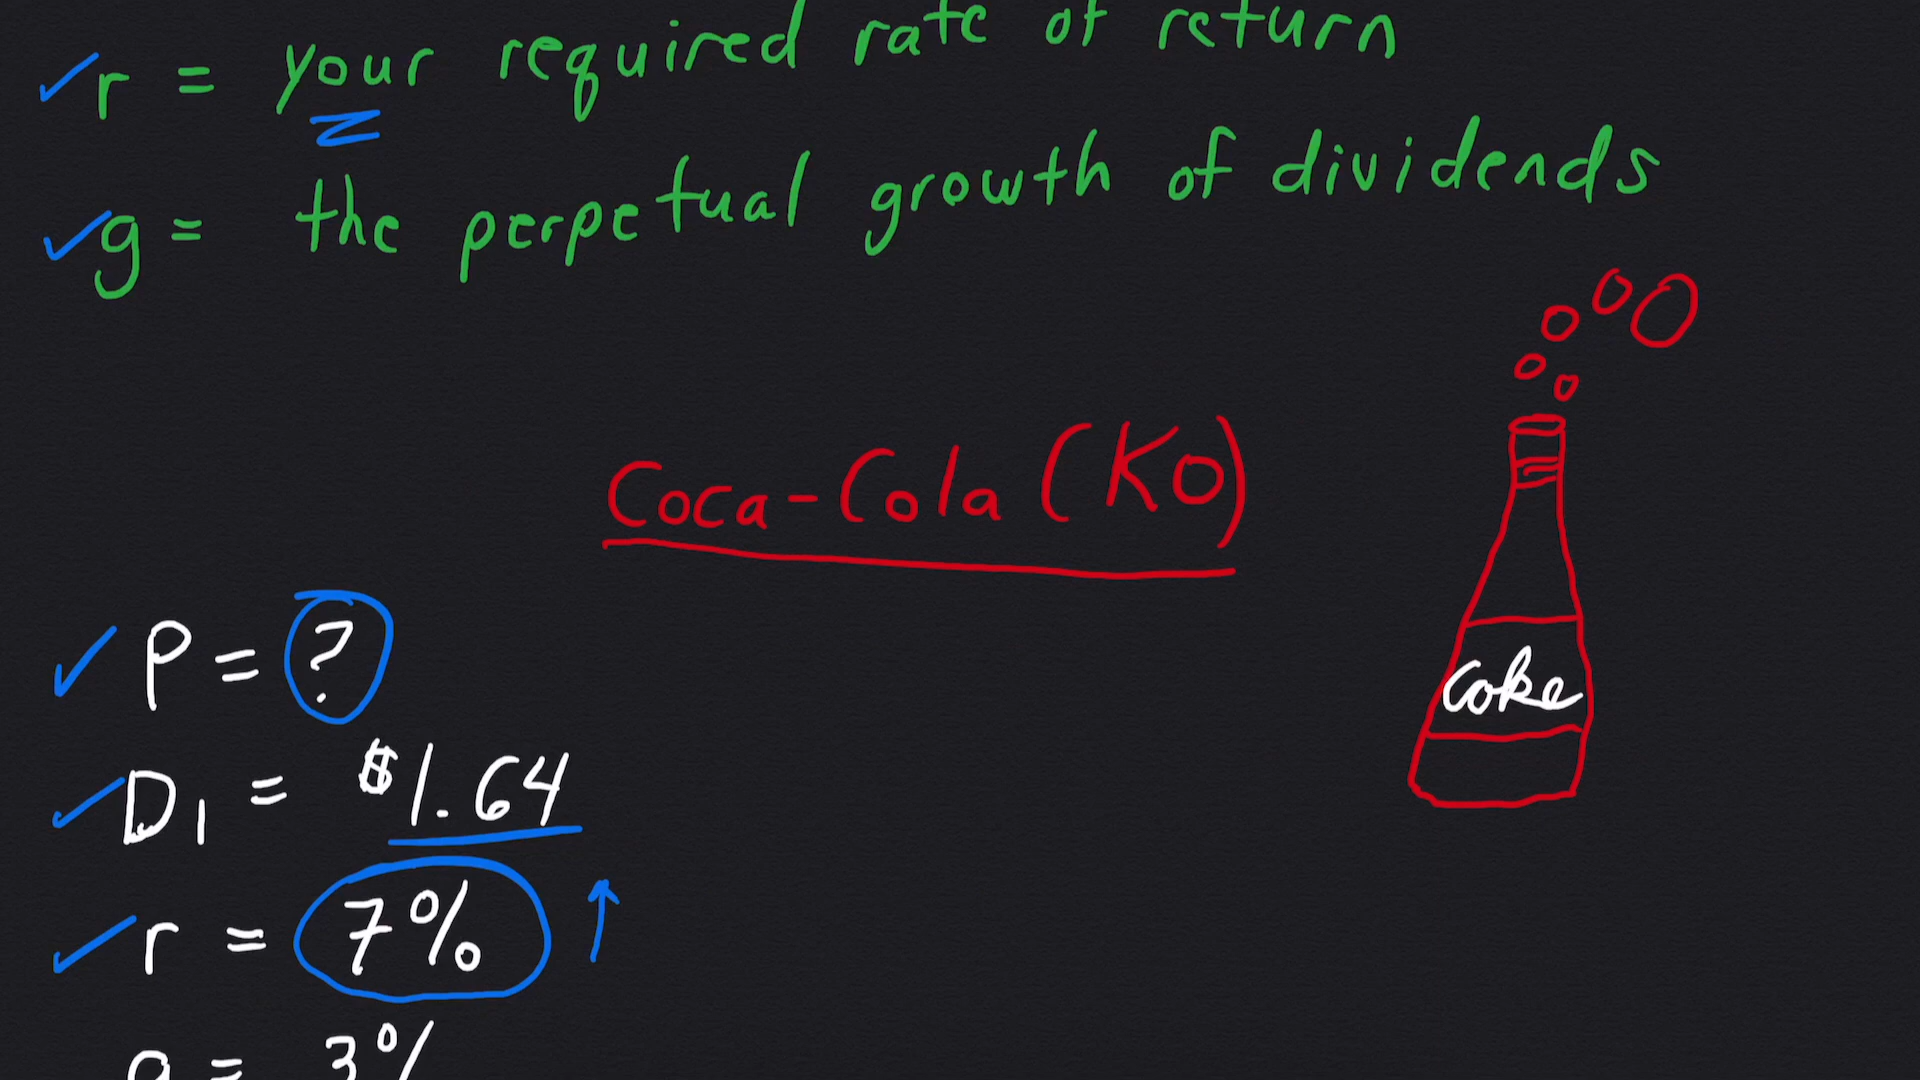 ✓r = your required rate of return
✓g = the perpetual growth of dividends
Coca-Cola (KO)
✓ P = ?
coke
✓D1 = $1.64
✓r = 7% ↑
g = 3%